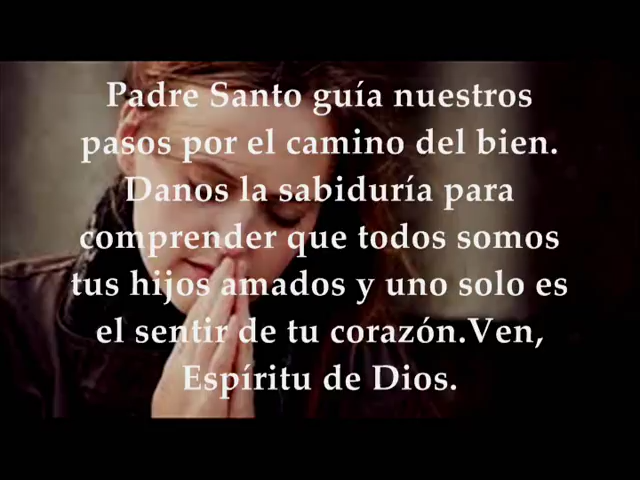 Padre Santo guía nuestros
pasos por el camino del bien.
Danos la sabiduría para
comprender que todos somos
tus hijos amados y uno solo es
el sentir de tu corazón.Ven,
Espíritu de Dios.